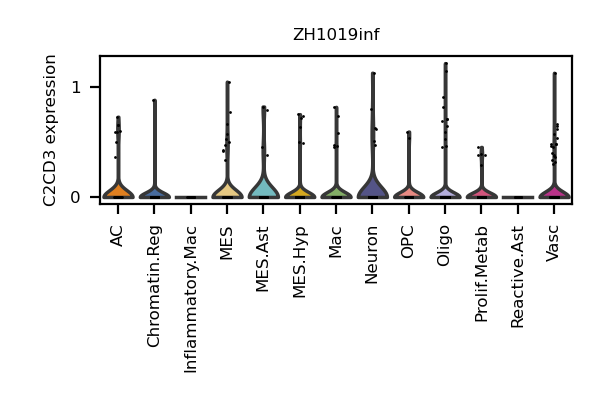 ZH1019inf
C2CD3 expression
1
0
AC
Chromatin.Reg
Inflammatory.Mac
MES
MES.Ast
MES.Hyp
Mac
Neuron
OPC
Oligo
Prolif.Metab
Reactive.Ast
Vasc